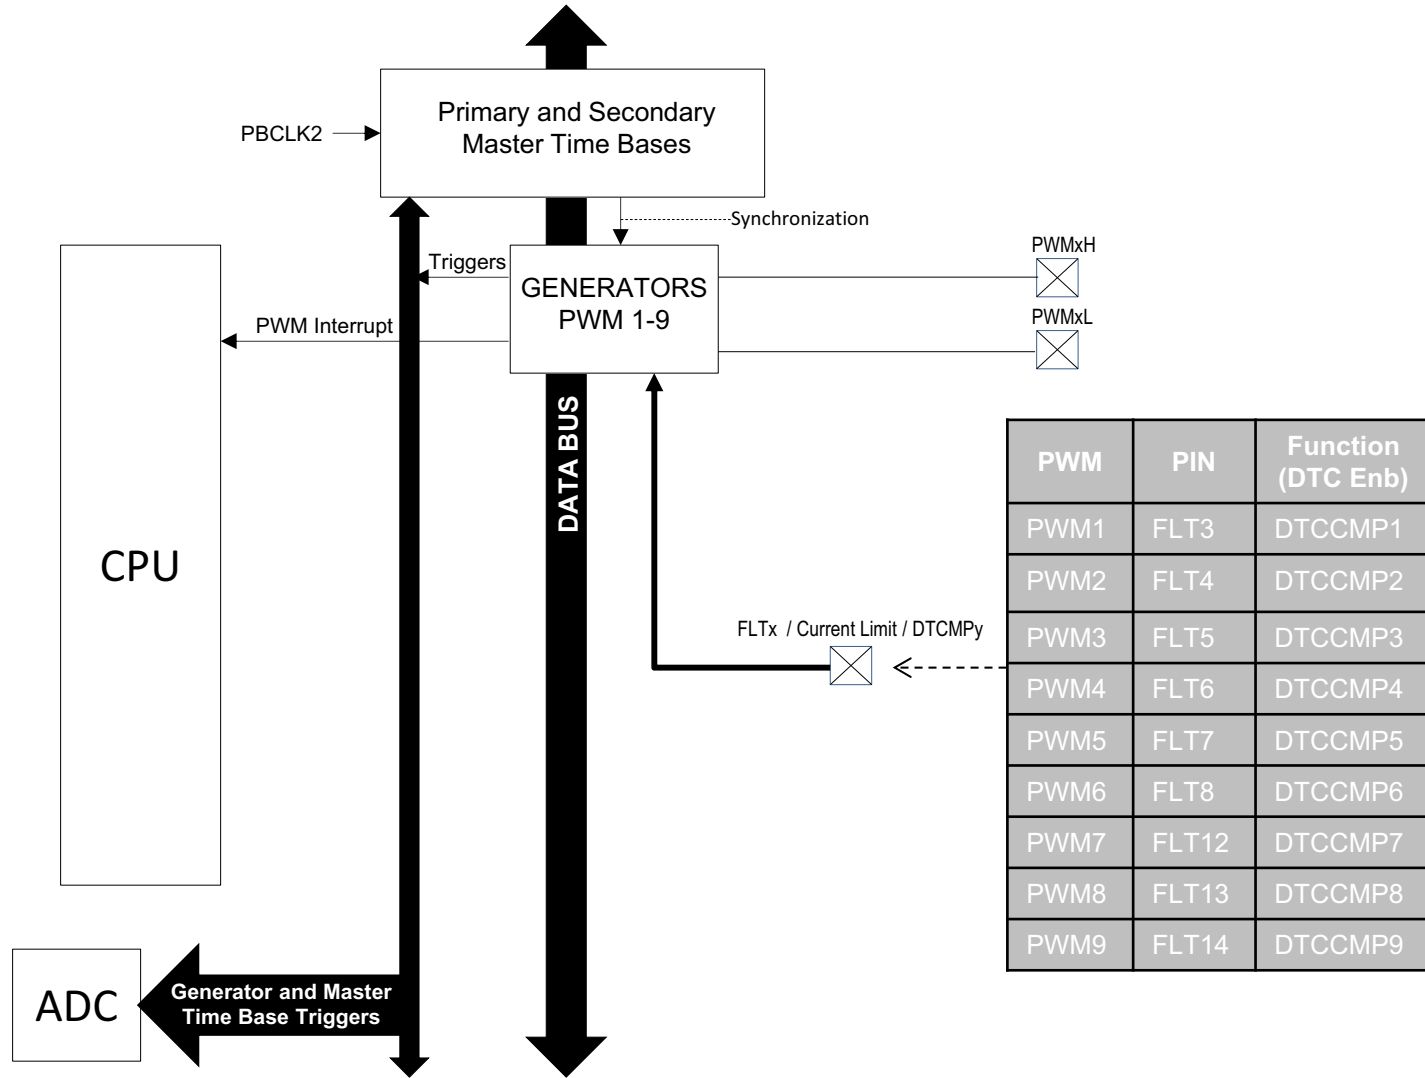 Primary and Secondary
Master Time Bases
PBCLK2
Synchronization
Triggers
GENERATORS
PWM 1-9
PWMxH
PWMxL
PWM Interrupt
DATA BUS
CPU
FLTx / Current Limit / DTCMPy
PWM PIN Function
(DTC Enb)
PWM1 FLT3 DTCCMP1
PWM2 FLT4 DTCCMP2
PWM3 FLT5 DTCCMP3
PWM4 FLT6 DTCCMP4
PWM5 FLT7 DTCCMP5
PWM6 FLT8 DTCCMP6
PWM7 FLT12 DTCCMP7
PWM8 FLT13 DTCCMP8
PWM9 FLT14 DTCCMP9
ADC
Generator and Master
Time Base Triggers